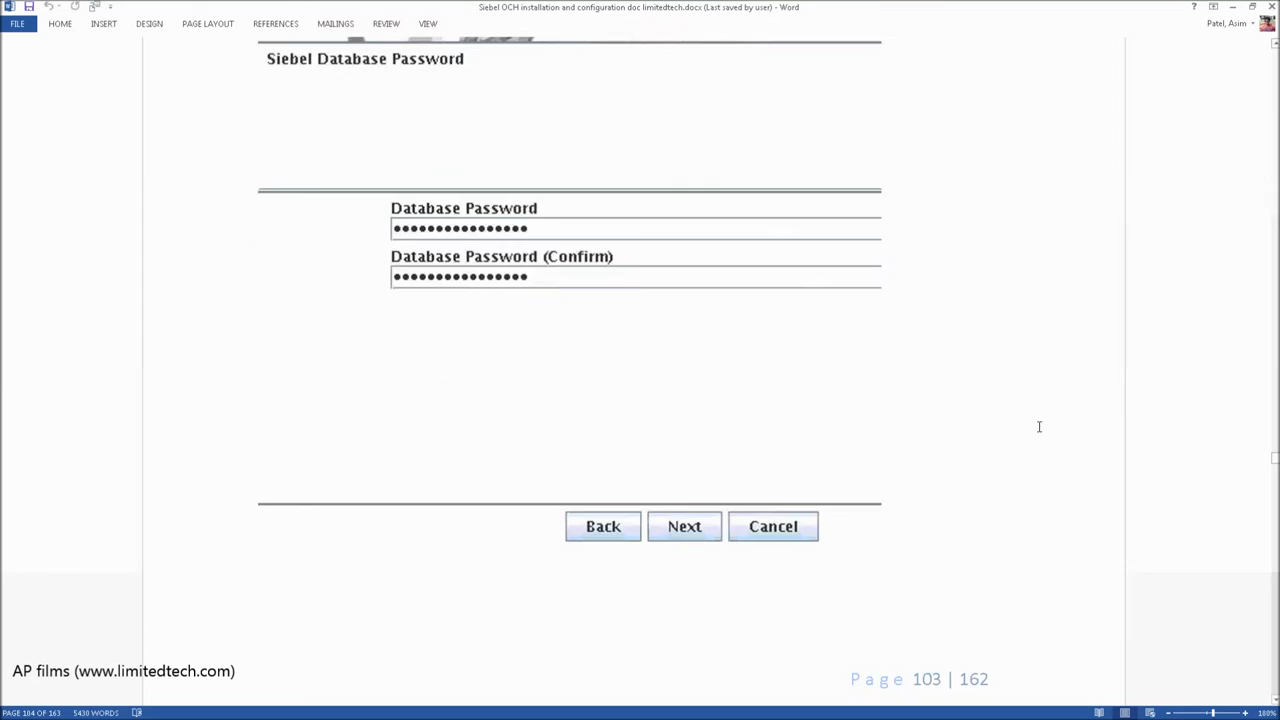 Siebel OCH installation and configuration doc limitedtech.docx (Last saved by user) - Word
FILE HOME INSERT DESIGN PAGE LAYOUT REFERENCES MAILINGS REVIEW VIEW Patel, Asim
Siebel Database Password
Database Password
••••••••••••••••
Database Password (Confirm)
••••••••••••••••
Back Next Cancel
AP films (www.limitedtech.com)
Page 103 | 162
PAGE 104 OF 163 5430 WORDS 180%